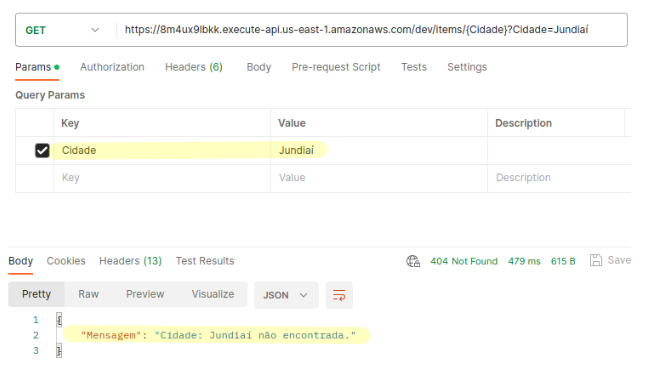 GET https://8m4ux9lbkk.execute-api.us-east-1.amazonaws.com/dev/items/{Cidade}?Cidade=Jundiaí
Params Authorization Headers (6) Body Pre-request Script Tests Settings
Query Params
Key Value Description
Cidade Jundiaí
Key Value Description
Body Cookies Headers (13) Test Results 404 Not Found 479 ms 615 B Save
Pretty Raw Preview Visualize JSON
1 {
2 "Mensagem": "Cidade: Jundiaí não encontrada."
3 }